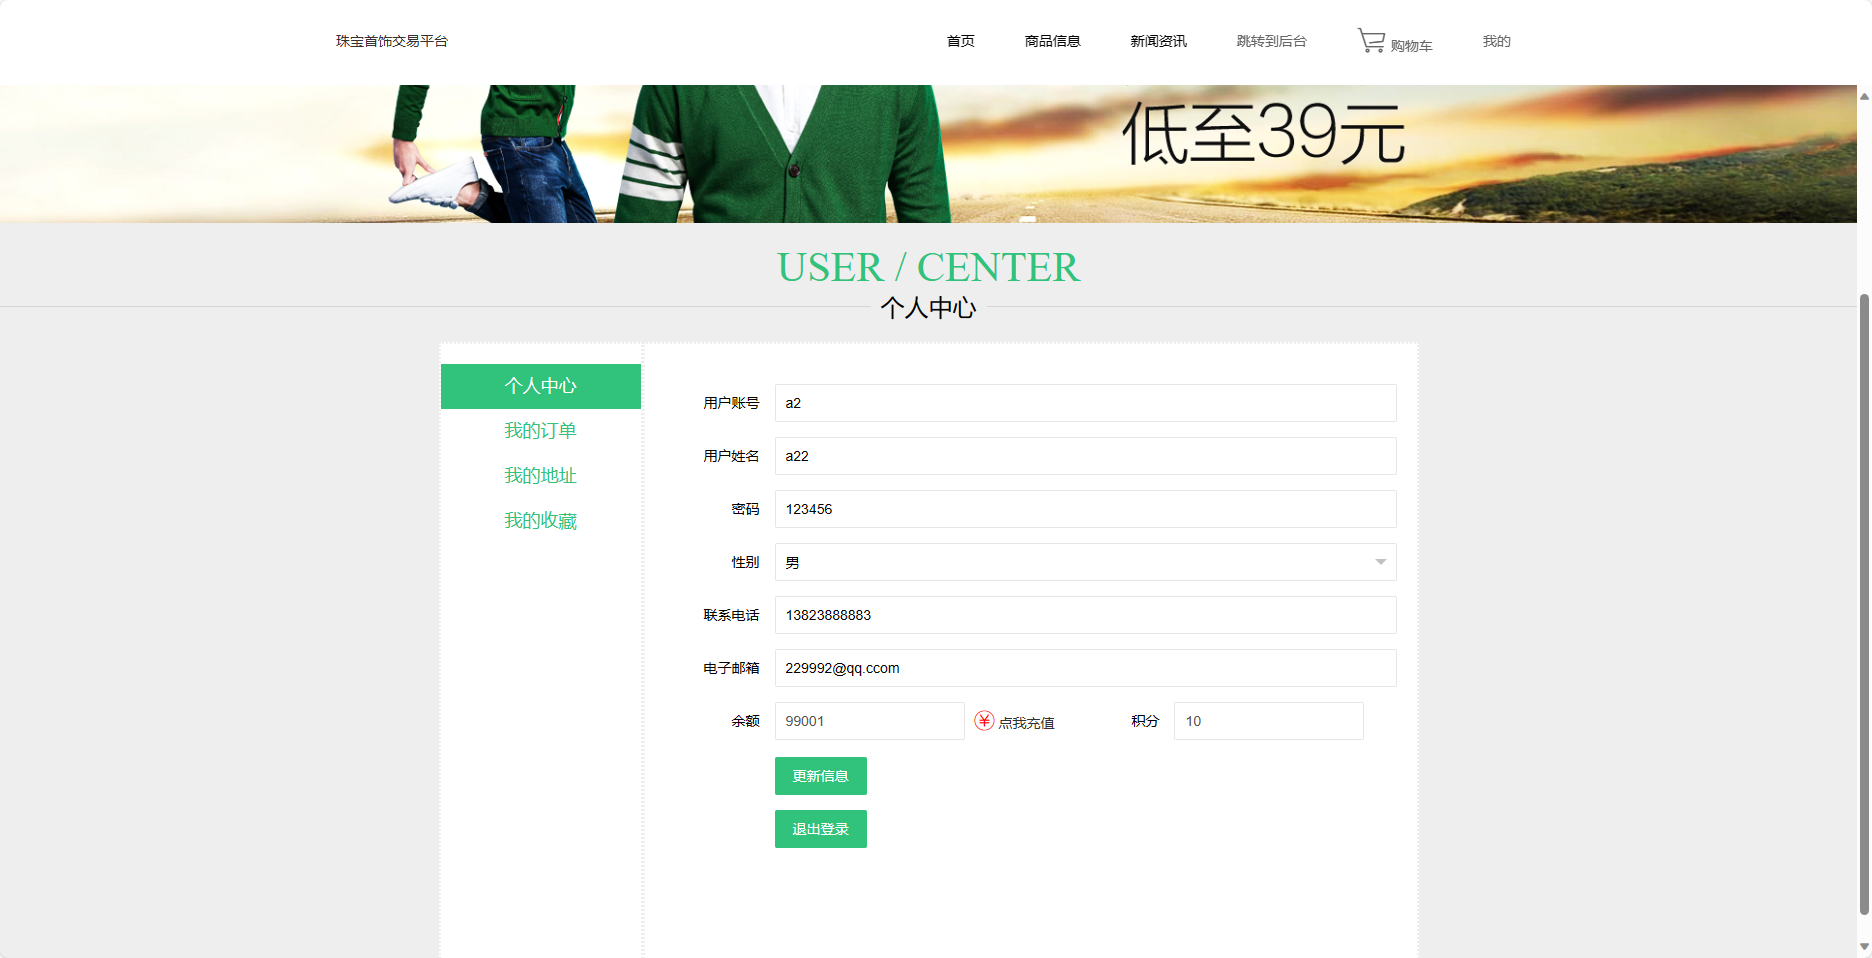 珠宝首饰交易平台 首页 商品信息 新闻资讯 跳转到后台 购物车 我的
低至39元
USER / CENTER
个人中心
个人中心
我的订单
我的地址
我的收藏
用户账号 a2
用户姓名 a22
密码 123456
性别 男
联系电话 13823888883
电子邮箱 229992@qq.ccom
余额 99001 ¥ 点我充值 积分 10
更新信息
退出登录